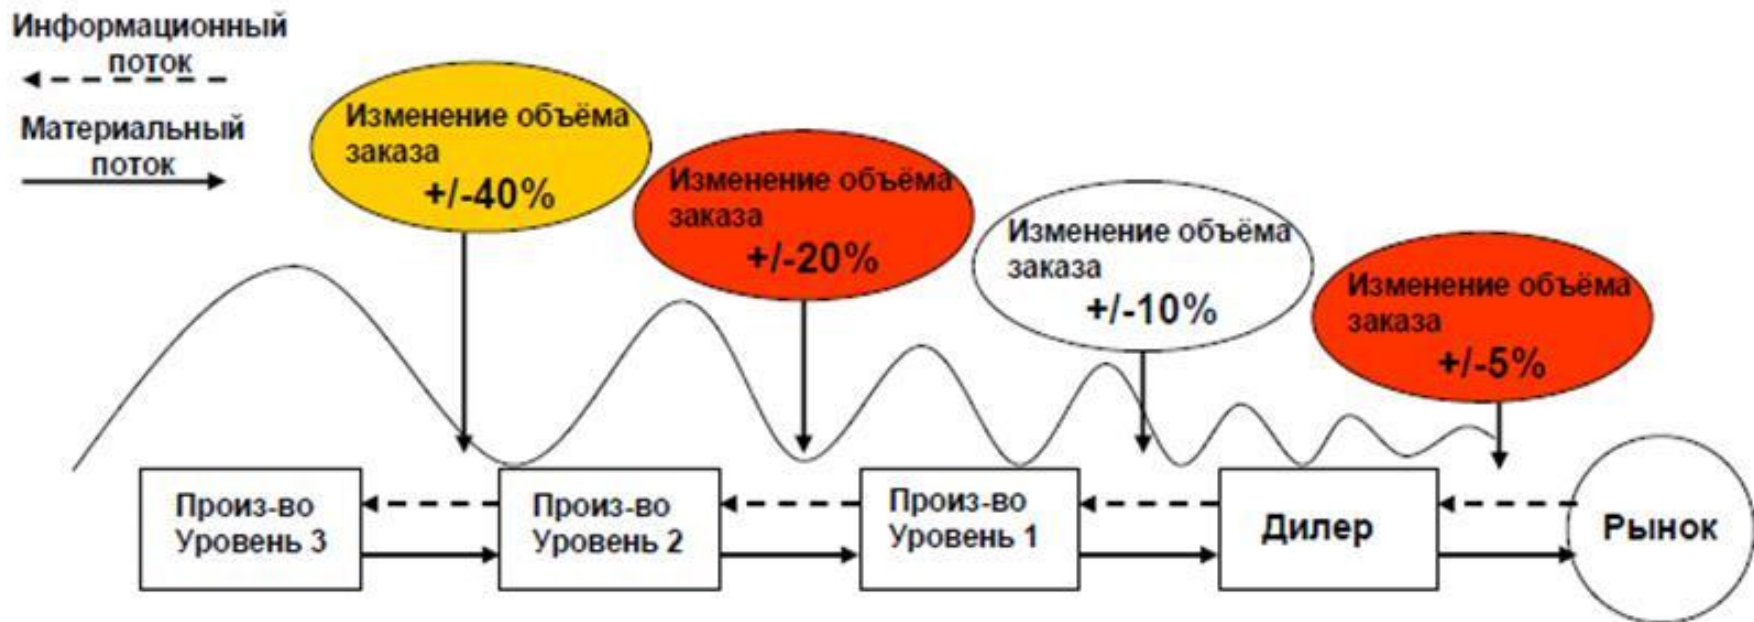 Информационный
поток
Материальный
поток
Изменение объёма
заказа
+/-40%
Изменение объёма
заказа
+/-20%
Изменение объёма
заказа
+/-10%
Изменение объёма
заказа
+/-5%
Произ-во
Уровень 3
Произ-во
Уровень 2
Произ-во
Уровень 1
Дилер
Рынок